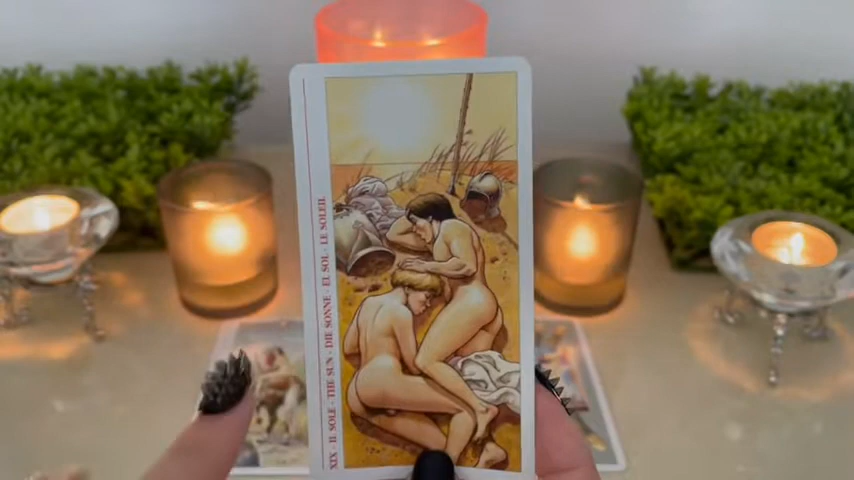 XIX - IL SOLE - THE SUN - DIE SONNE - EL SOL - LE SOLEIL